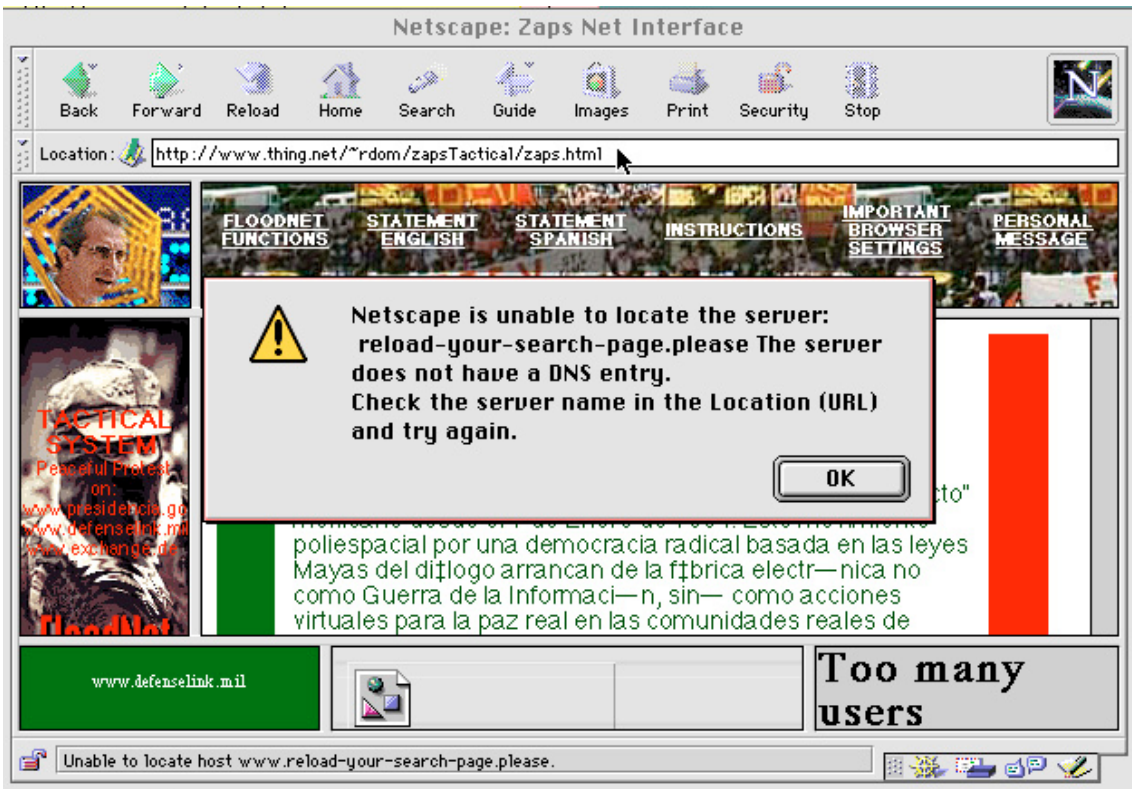 Netscape: Zaps Net Interface
Back Forward Reload Home Search Guide Images Print Security Stop
N
Location: http://www.thing.net/~rdom/zapsTactical/zaps.html
FLOODNET
FUNCTIONS
STATEMENT
ENGLISH
STATEMENT
SPANISH
INSTRUCTIONS
IMPORTANT
BROWSER
SETTINGS
PERSONAL
MESSAGE
Netscape is unable to locate the server:
reload-your-search-page.please The server
does not have a DNS entry.
Check the server name in the Location (URL)
and try again.
OK
TACTICAL
SYSTEM
Peaceful Protest
on:
www.presidencia.go
www.defenselink.mil
www.exchange.de
FloodNet
cto"
poliespacial por una democracia radical basada en las leyes
Mayas del di‡logo arrancan de la f‡brica electr—nica no
como Guerra de la Informaci—n, sin— como acciones
virtuales para la paz real en las comunidades reales de
www.defenselink.mil
Too many
users
Unable to locate host www.reload-your-search-page.please.